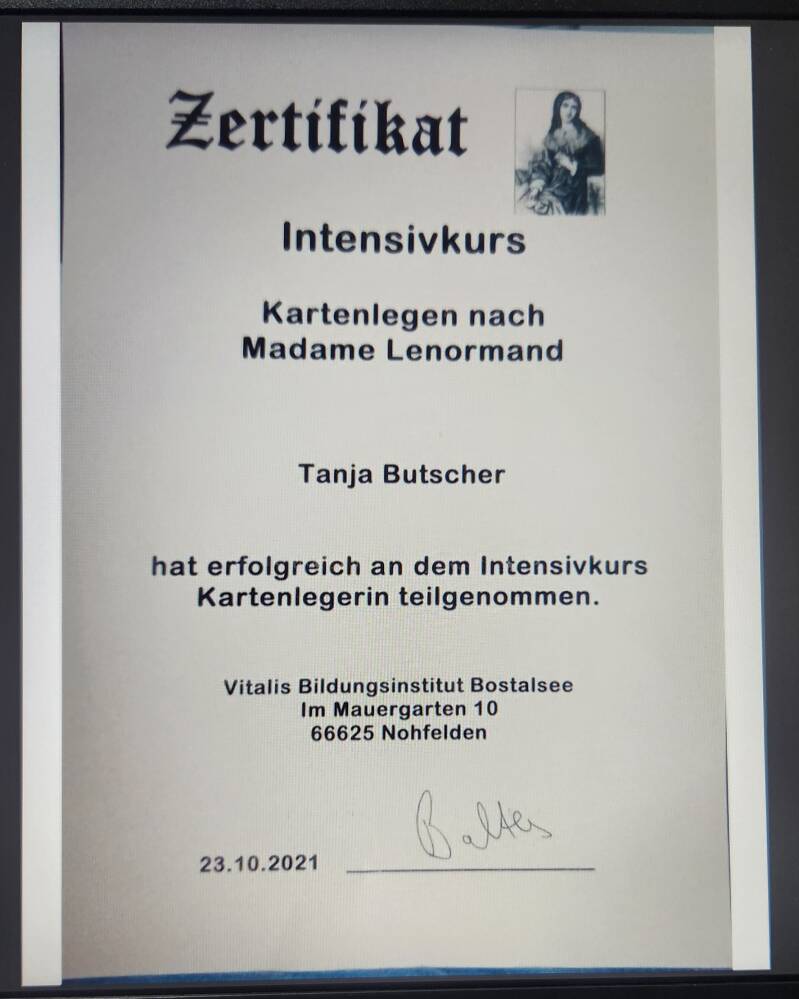 Zertifikat
Intensivkurs
Kartenlegen nach
Madame Lenormand
Tanja Butscher
hat erfolgreich an dem Intensivkurs
Kartenlegerin teilgenommen.
Vitalis Bildungsinstitut Bostalsee
Im Mauergarten 10
66625 Nohfelden
Baltes
23.10.2021